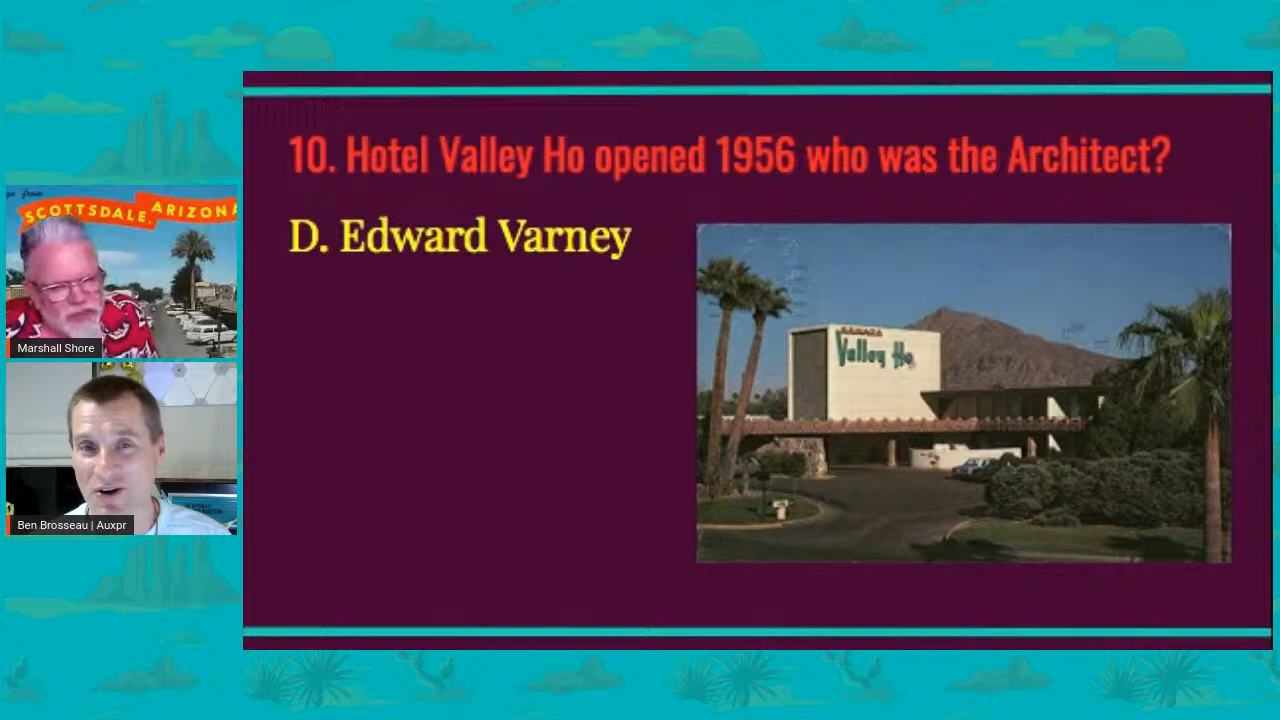 10. Hotel Valley Ho opened 1956 who was the Architect?
D. Edward Varney
SCOTTSDALE, ARIZONA
Marshall Shore
Ben Brosseau | Auxpr
RAMADA
Valley Ho